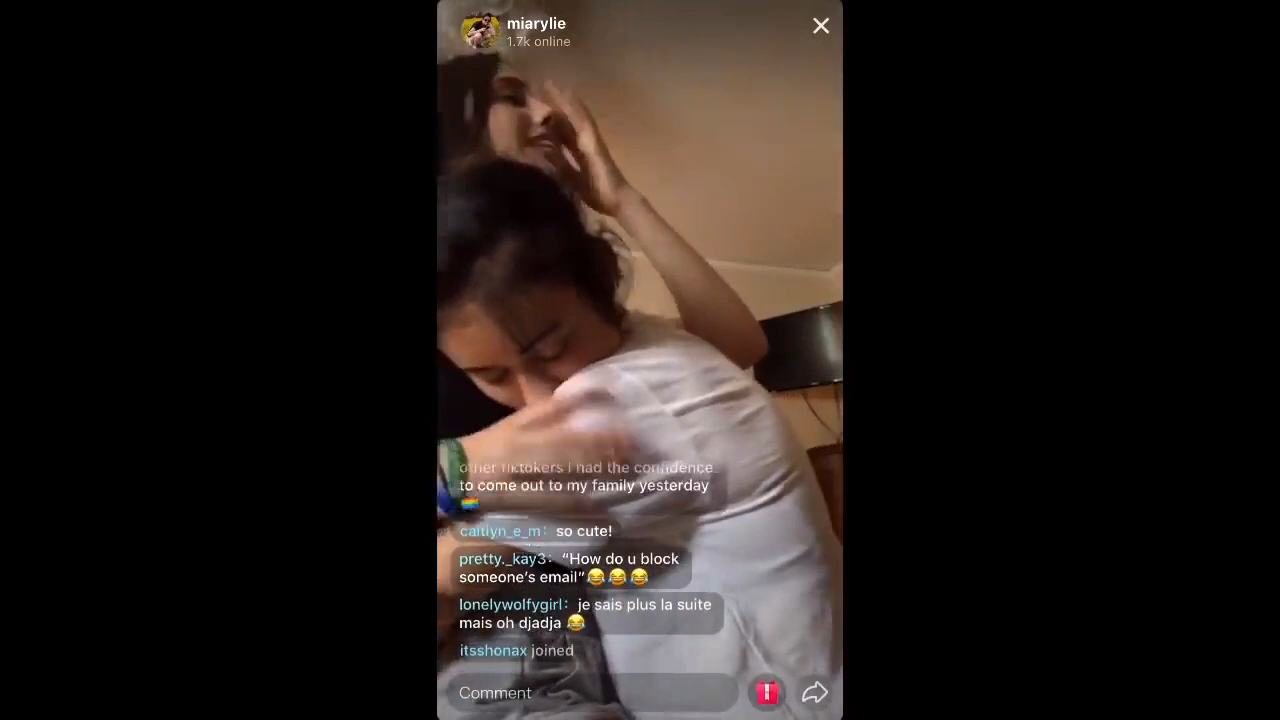 miarylie
1.7k online
other tiktokers I had the confidence
to come out to my family yesterday
🏳️‍🌈
caitlyn_e_m: so cute!
pretty._kay3: “How do u block
someone’s email”😂😂😂
lonelywolfygirl: je sais plus la suite
mais oh djadja 😂
itsshonax joined
Comment